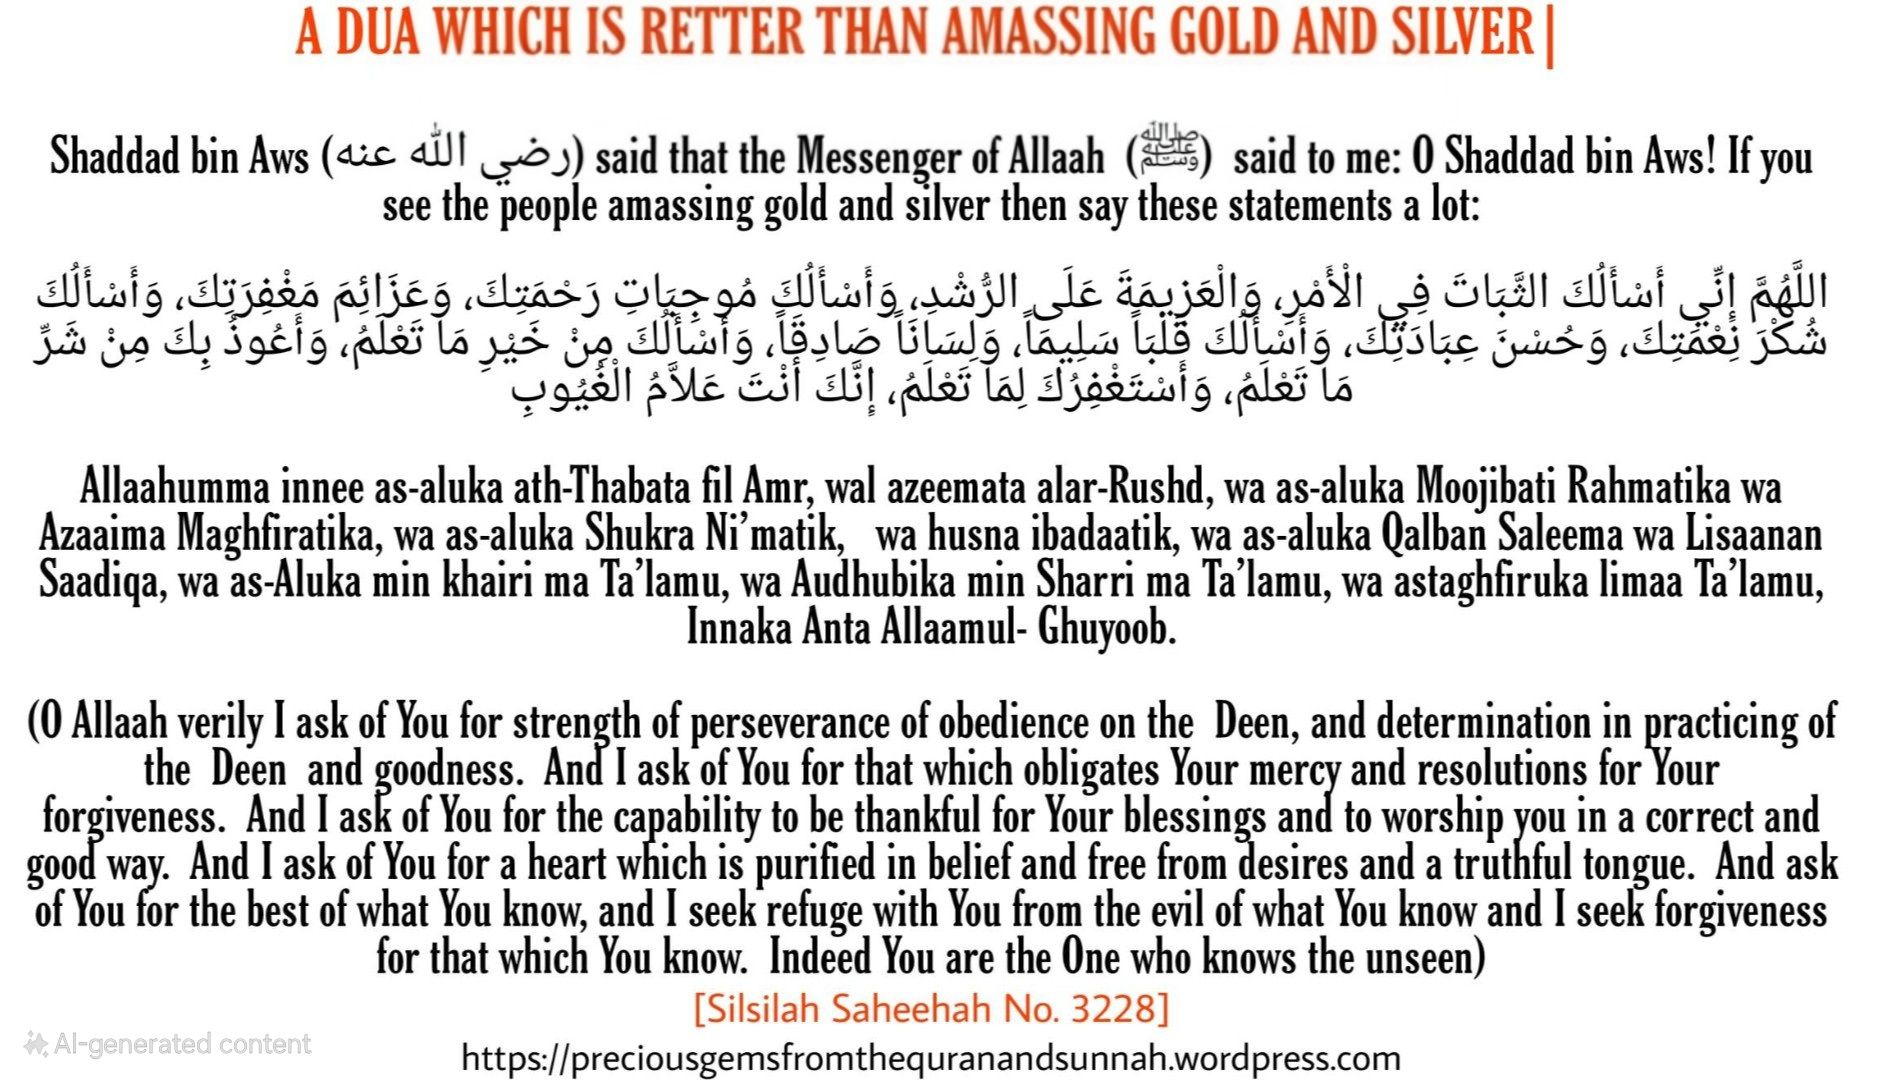 A DUA WHICH IS RETTER THAN AMASSING GOLD AND SILVER|
Shaddad bin Aws (رضي الله عنه) said that the Messenger of Allaah (ﷺ) said to me: O Shaddad bin Aws! If you
see the people amassing gold and silver then say these statements a lot:
اللَّهُمَّ إِنِّي أَسْأَلُكَ الثَّبَاتَ فِي الْأَمْرِ، وَالْعَزِيمَةَ عَلَى الرُّشْدِ، وَأَسْأَلُكَ مُوجِبَاتِ رَحْمَتِكَ، وَعَزَائِمَ مَغْفِرَتِكَ، وَأَسْأَلُكَ
شُكْرَ نِعْمَتِكَ، وَحُسْنَ عِبَادَتِكَ، وَأَسْأَلُكَ قَلْبَاً سَلِيمَاً، وَلِسَانَاً صَادِقَاً، وَأَسْأَلُكَ مِنْ خَيْرِ مَا تَعْلَمُ، وَأَعُوذُ بِكَ مِنْ شَرِّ
مَا تَعْلَمُ، وَأَسْتَغْفِرُكَ لِمَا تَعْلَمُ، إِنَّكَ أَنْتَ عَلاَّمُ الْغُيُوبِ
Allaahumma innee as-aluka ath-Thabata fil Amr, wal azeemata alar-Rushd, wa as-aluka Moojibati Rahmatika wa
Azaaima Maghfiratika, wa as-aluka Shukra Ni’matik, wa husna ibadaatik, wa as-aluka Qalban Saleema wa Lisaanan
Saadiqa, wa as-Aluka min khairi ma Ta’lamu, wa Audhubika min Sharri ma Ta’lamu, wa astaghfiruka limaa Ta’lamu,
Innaka Anta Allaamul- Ghuyoob.
(O Allaah verily I ask of You for strength of perseverance of obedience on the Deen, and determination in practicing of
the Deen and goodness. And I ask of You for that which obligates Your mercy and resolutions for Your
forgiveness. And I ask of You for the capability to be thankful for Your blessings and to worship you in a correct and
good way. And I ask of You for a heart which is purified in belief and free from desires and a truthful tongue. And ask
of You for the best of what You know, and I seek refuge with You from the evil of what You know and I seek forgiveness
for that which You know. Indeed You are the One who knows the unseen)
[Silsilah Saheehah No. 3228]
AI-generated content
https://preciousgemsfromthequranandsunnah.wordpress.com